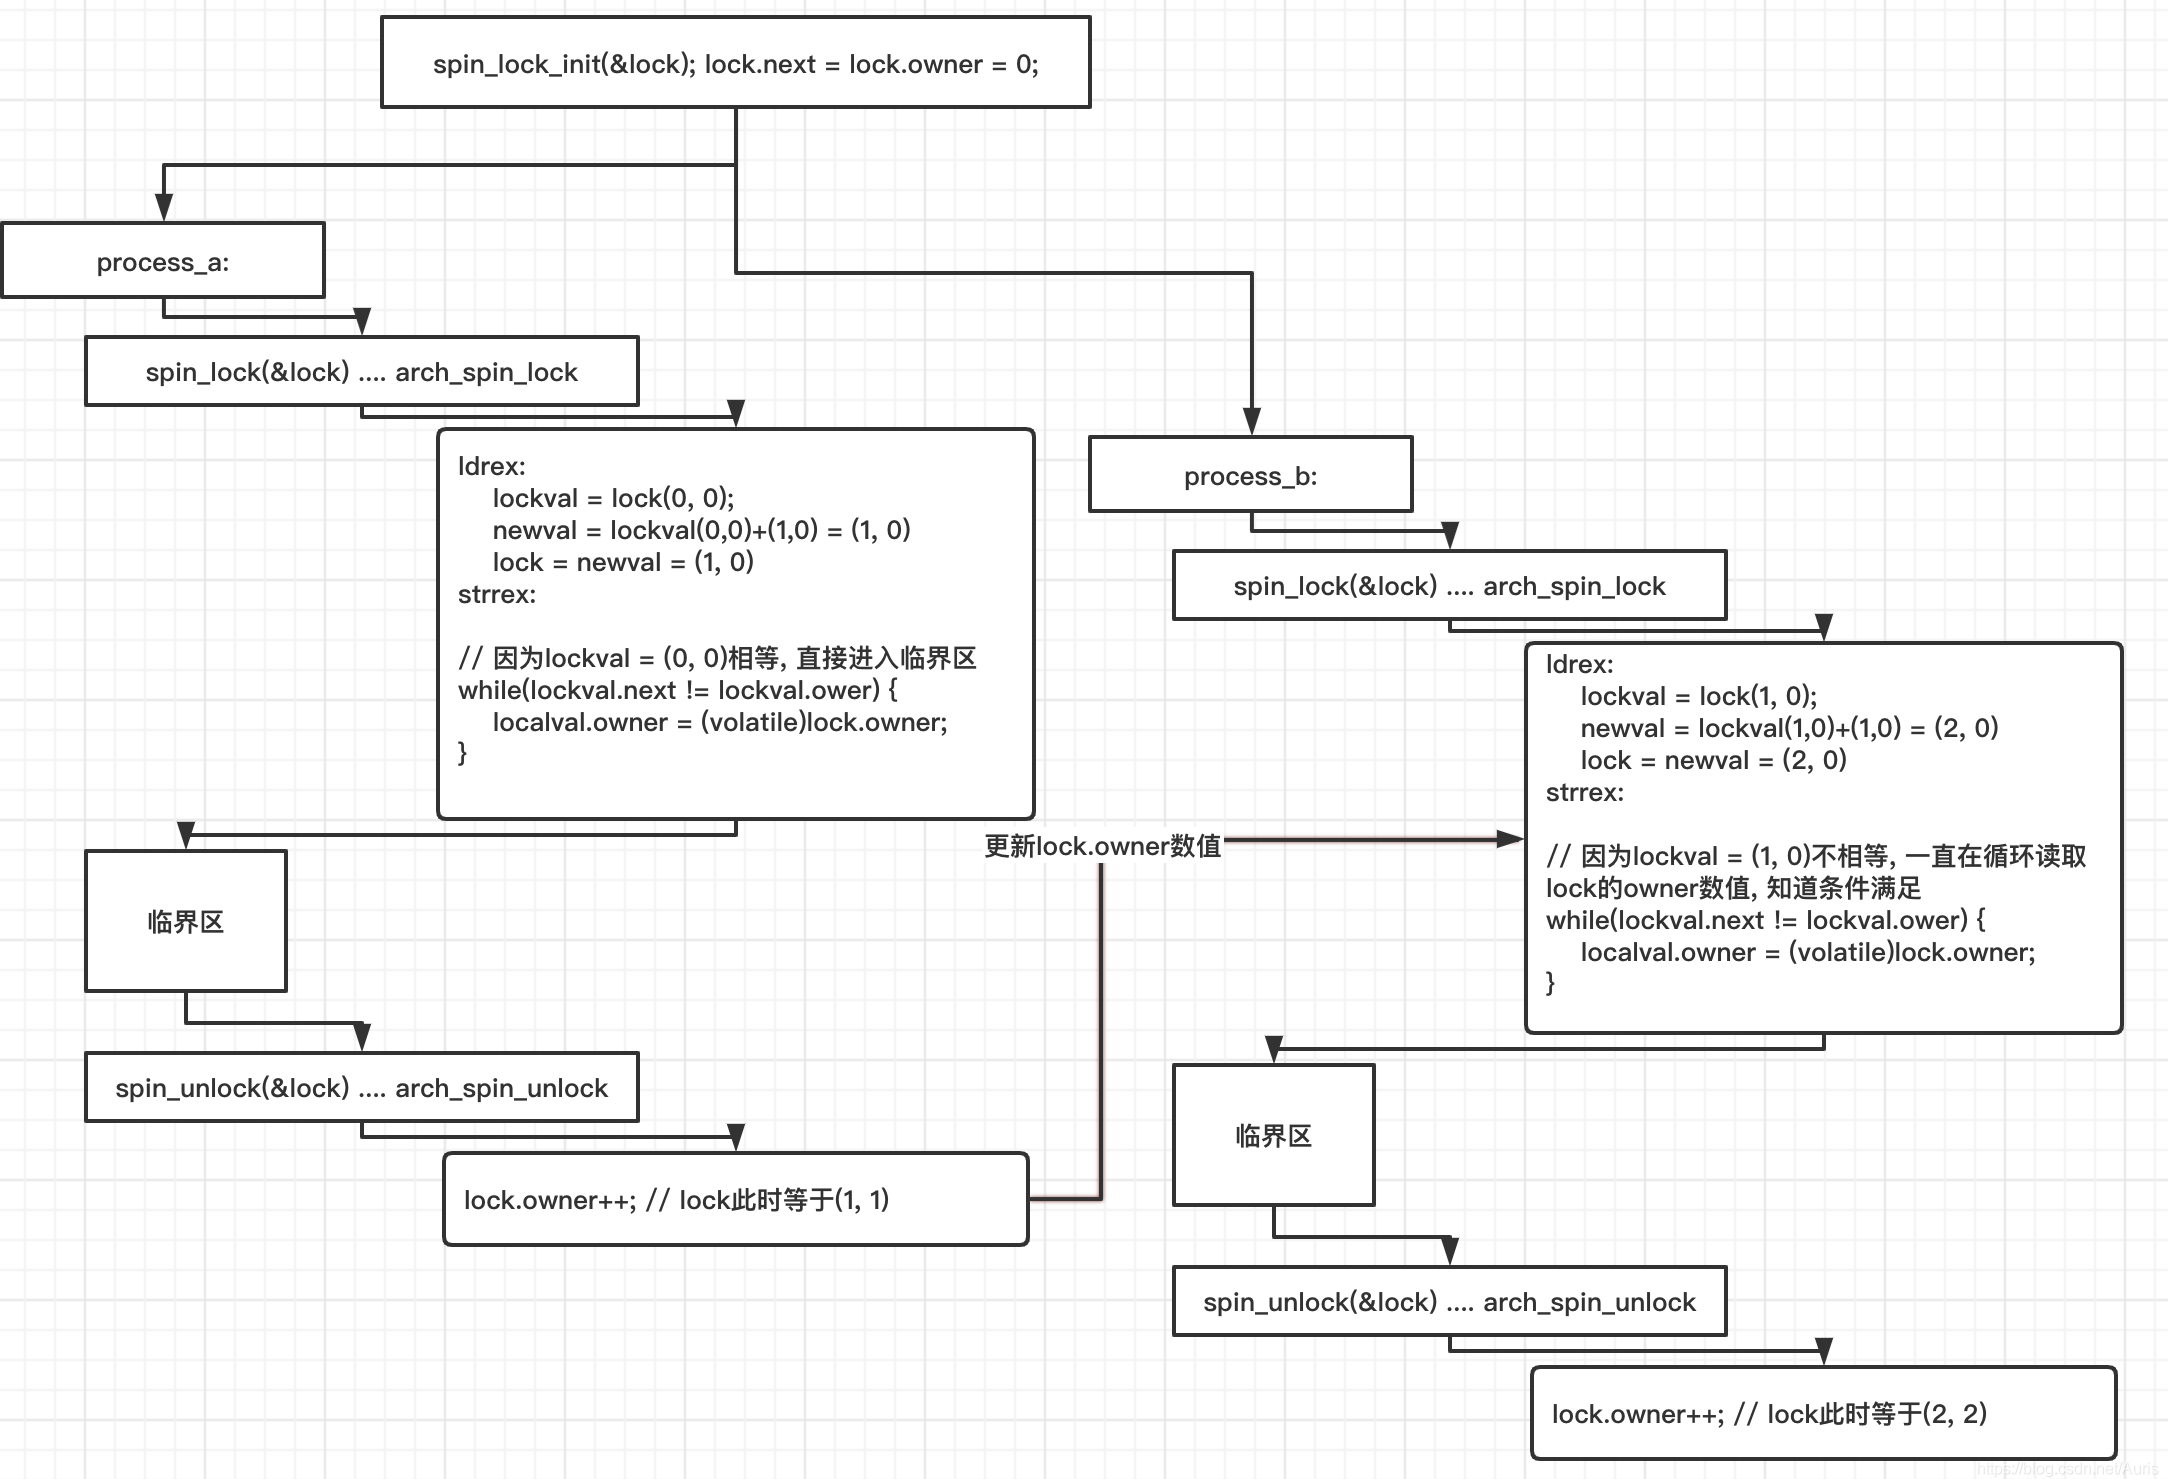 spin_lock_init(&lock); lock.next = lock.owner = 0;
process_a:
spin_lock(&lock) .... arch_spin_lock
ldrex:
lockval = lock(0, 0);
newval = lockval(0,0)+(1,0) = (1, 0)
lock = newval = (1, 0)
strrex:
// 因为lockval = (0, 0)相等, 直接进入临界区
while(lockval.next != lockval.ower) {
localval.owner = (volatile)lock.owner;
}
临界区
spin_unlock(&lock) .... arch_spin_unlock
lock.owner++; // lock此时等于(1, 1)
更新lock.owner数值
process_b:
spin_lock(&lock) .... arch_spin_lock
ldrex:
lockval = lock(1, 0);
newval = lockval(1,0)+(1,0) = (2, 0)
lock = newval = (2, 0)
strrex:
// 因为lockval = (1, 0)不相等, 一直在循环读取
lock的owner数值, 知道条件满足
while(lockval.next != lockval.ower) {
localval.owner = (volatile)lock.owner;
}
临界区
spin_unlock(&lock) .... arch_spin_unlock
lock.owner++; // lock此时等于(2, 2)
https://blog.csdn.net/Auris